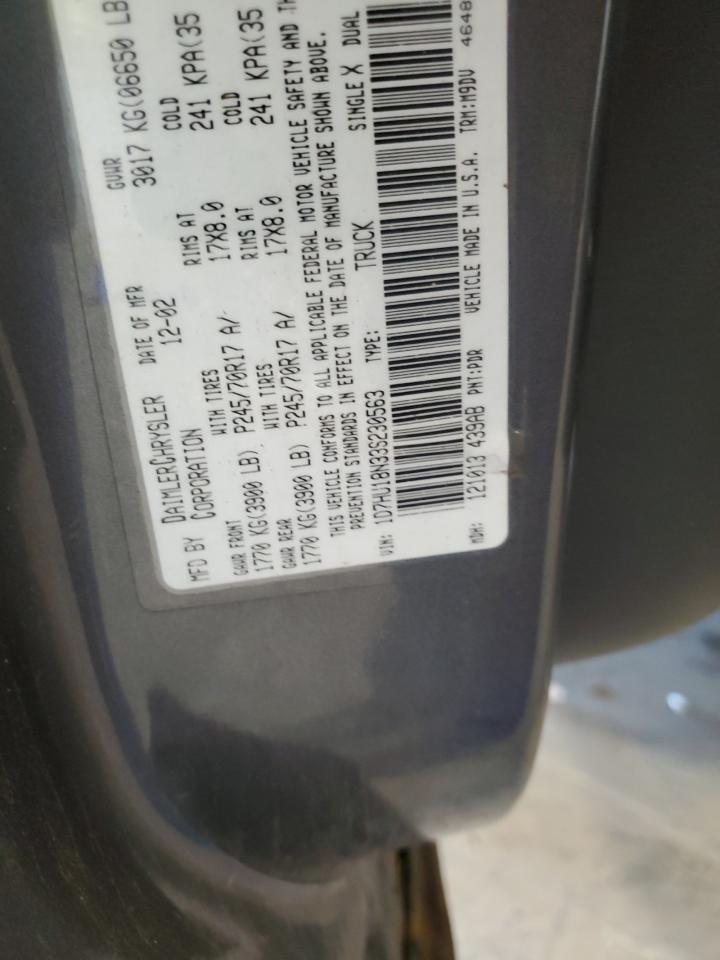 MFD BY DAIMLERCHRYSLER CORPORATION DATE OF MFR 12-02 GVWR 3017 KG(06650 LB
GAWR FRONT 1770 KG(3900 LB) WITH TIRES P245/70R17 A/ RIMS AT 17X8.0 COLD 241 KPA(35
GAWR REAR 1770 KG(3900 LB) WITH TIRES P245/70R17 A/ RIMS AT 17X8.0 COLD 241 KPA(35
THIS VEHICLE CONFORMS TO ALL APPLICABLE FEDERAL MOTOR VEHICLE SAFETY AND TH
PREVENTION STANDARDS IN EFFECT ON THE DATE OF MANUFACTURE SHOWN ABOVE.
VIN: 1D7HU18N33S230563 TYPE: TRUCK SINGLE X DUAL
MDH: 121013 439AB PNT:PDR VEHICLE MADE IN U.S.A. TRM:M9DV 4648